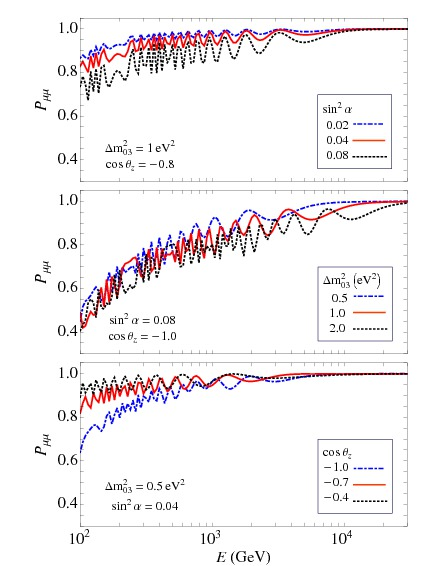 1.0
0.8
0.6
0.4
P_μμ
Δm²₀₃ = 1 eV²
cos θ_z = −0.8
sin² α
0.02
0.04
0.08
1.0
0.8
0.6
0.4
P_μμ
sin² α = 0.08
cos θ_z = −1.0
Δm²₀₃ (eV²)
0.5
1.0
2.0
1.0
0.8
0.6
0.4
P_μμ
Δm²₀₃ = 0.5 eV²
sin² α = 0.04
cos θ_z
−1.0
−0.7
−0.4
10² 10³ 10⁴
E (GeV)